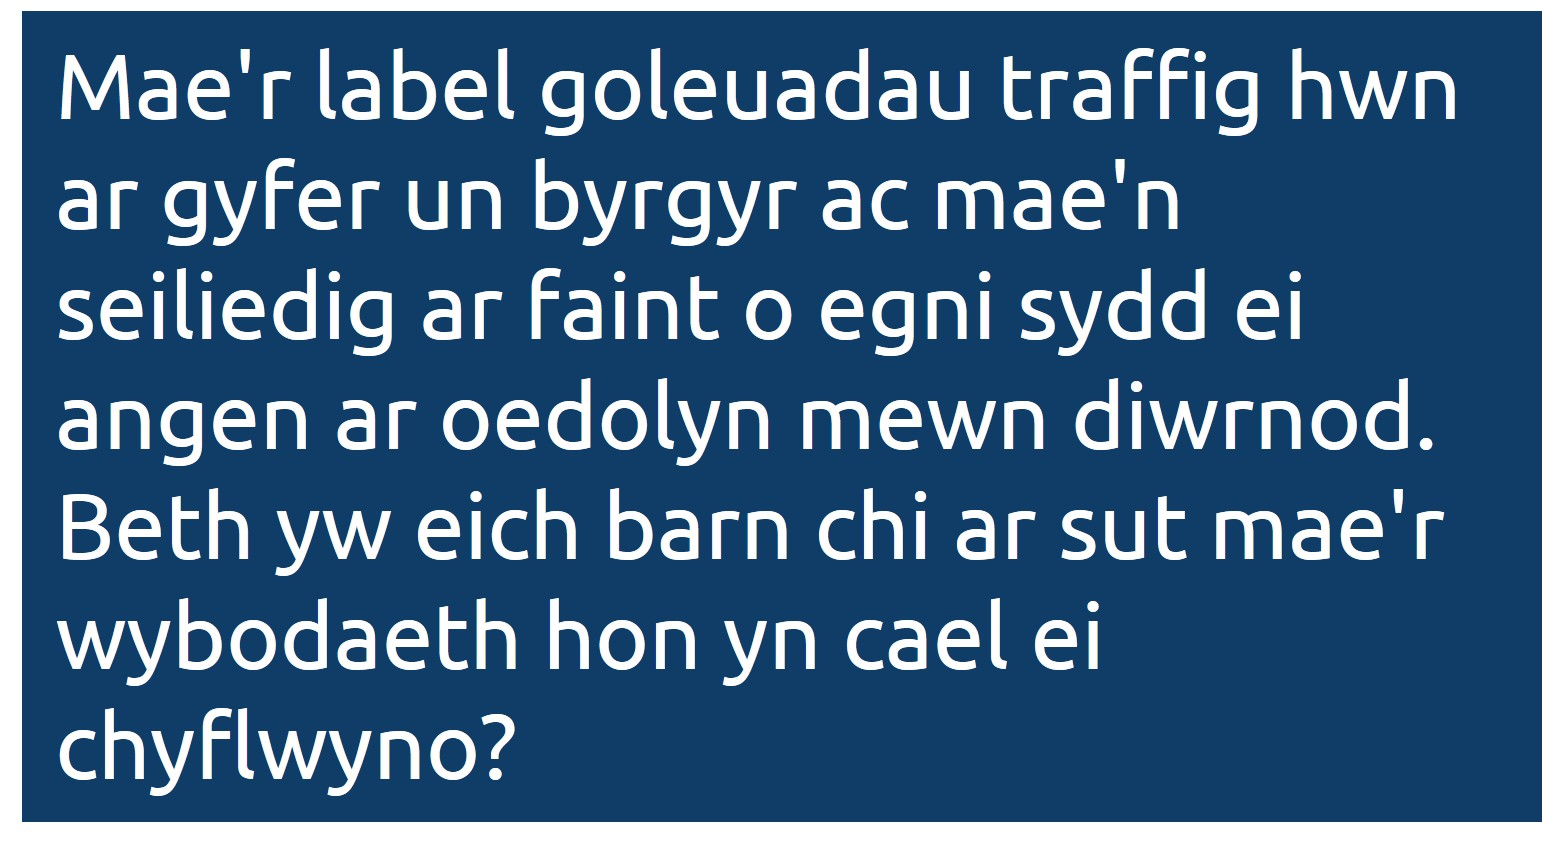 Mae'r label goleuadau traffig hwn
ar gyfer un byrgyr ac mae'n
seiliedig ar faint o egni sydd ei
angen ar oedolyn mewn diwrnod.
Beth yw eich barn chi ar sut mae'r
wybodaeth hon yn cael ei
chyflwyno?